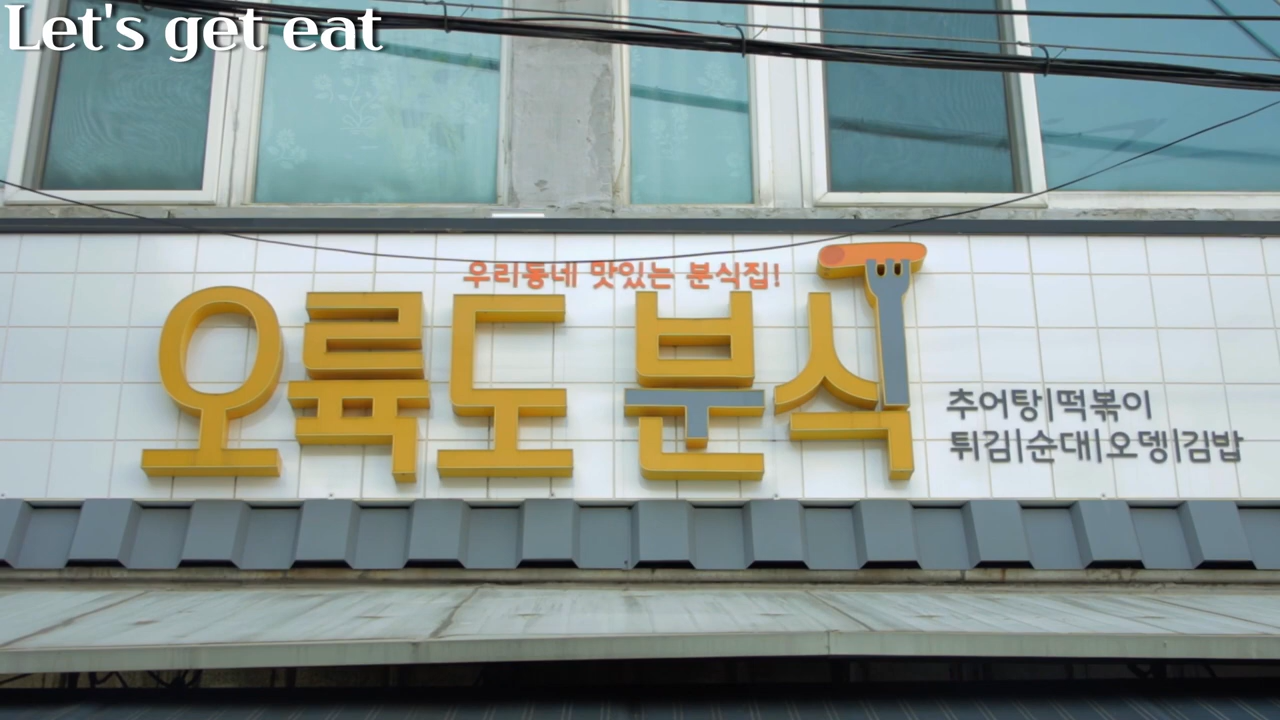 Let's get eat
우리동네 맛있는 분식집!
오륙도 분식
추어탕|떡볶이
튀김|순대|오뎅|김밥